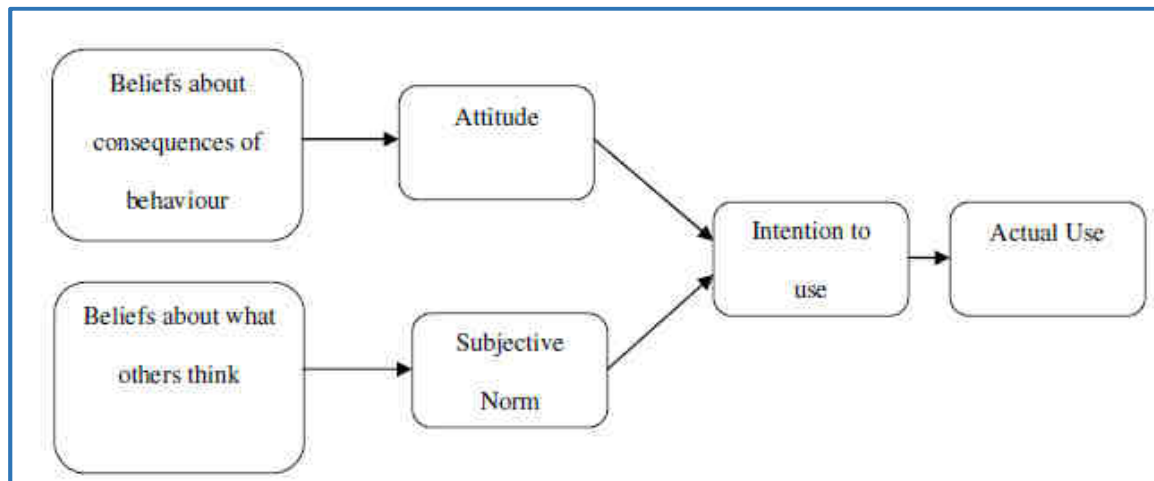 Beliefs about
consequences of
behaviour
Attitude
Beliefs about what
others think
Subjective
Norm
Intention to
use
Actual Use